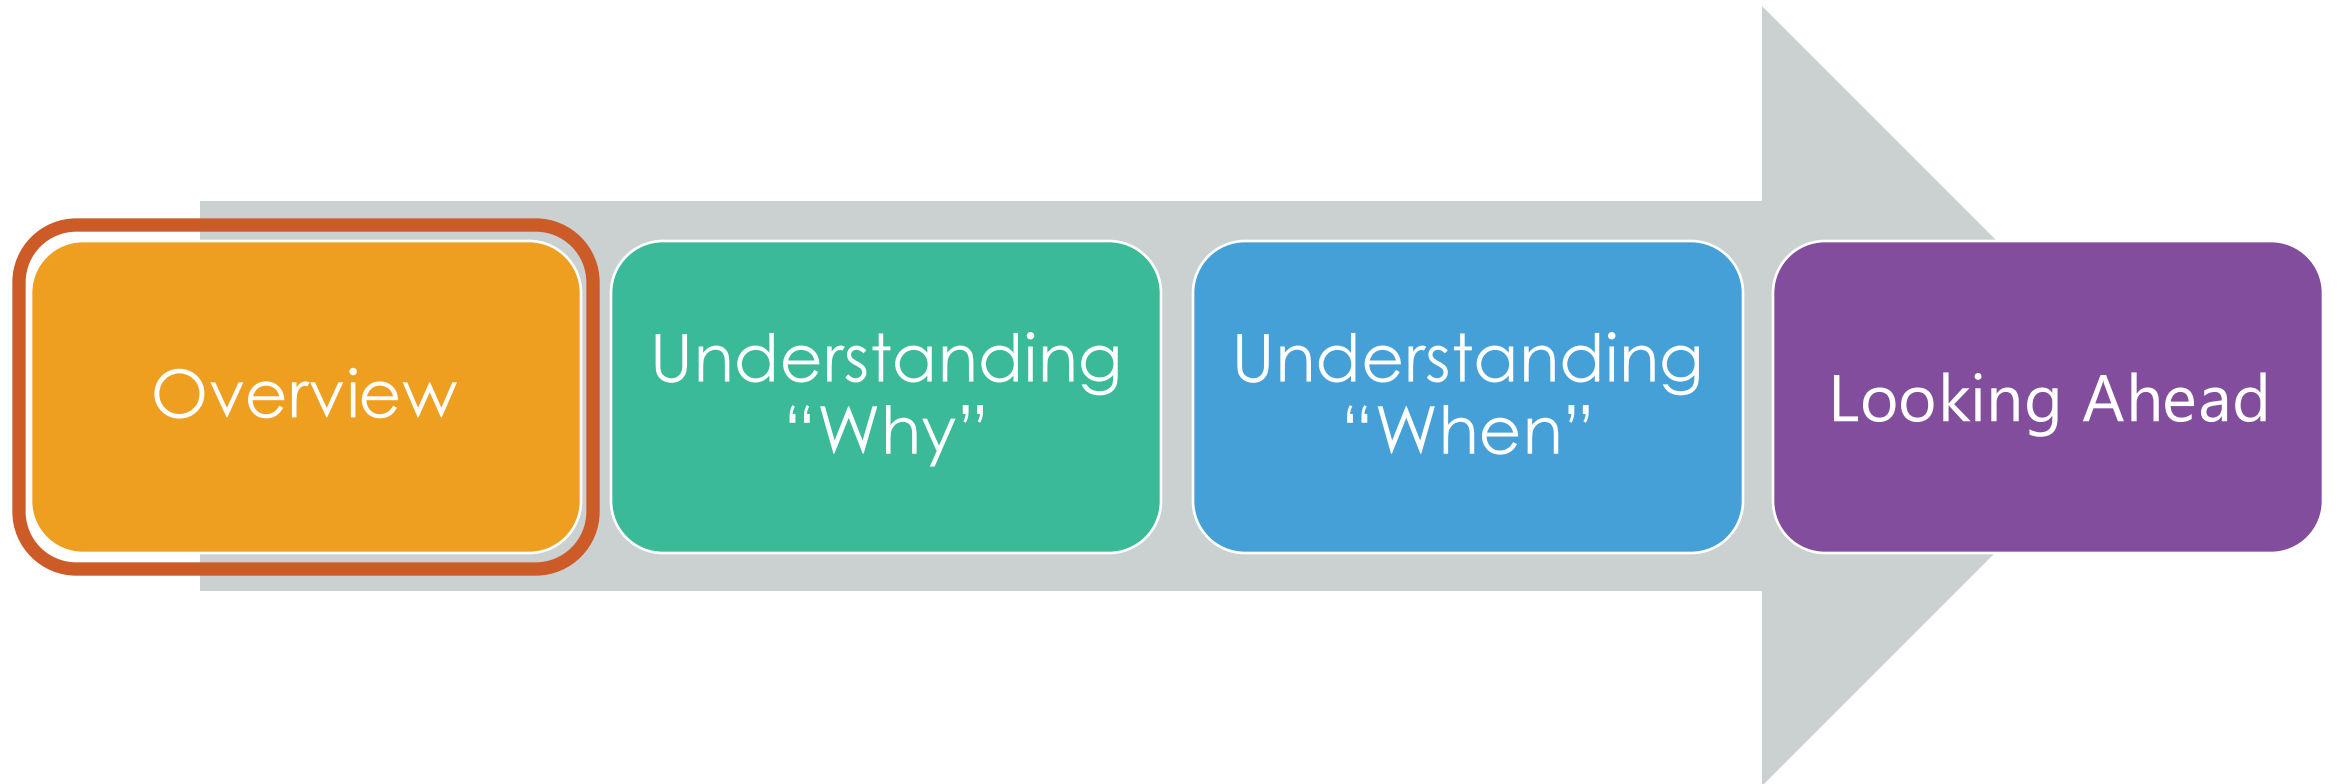 Overview
Understanding
“Why”
Understanding
“When”
Looking Ahead